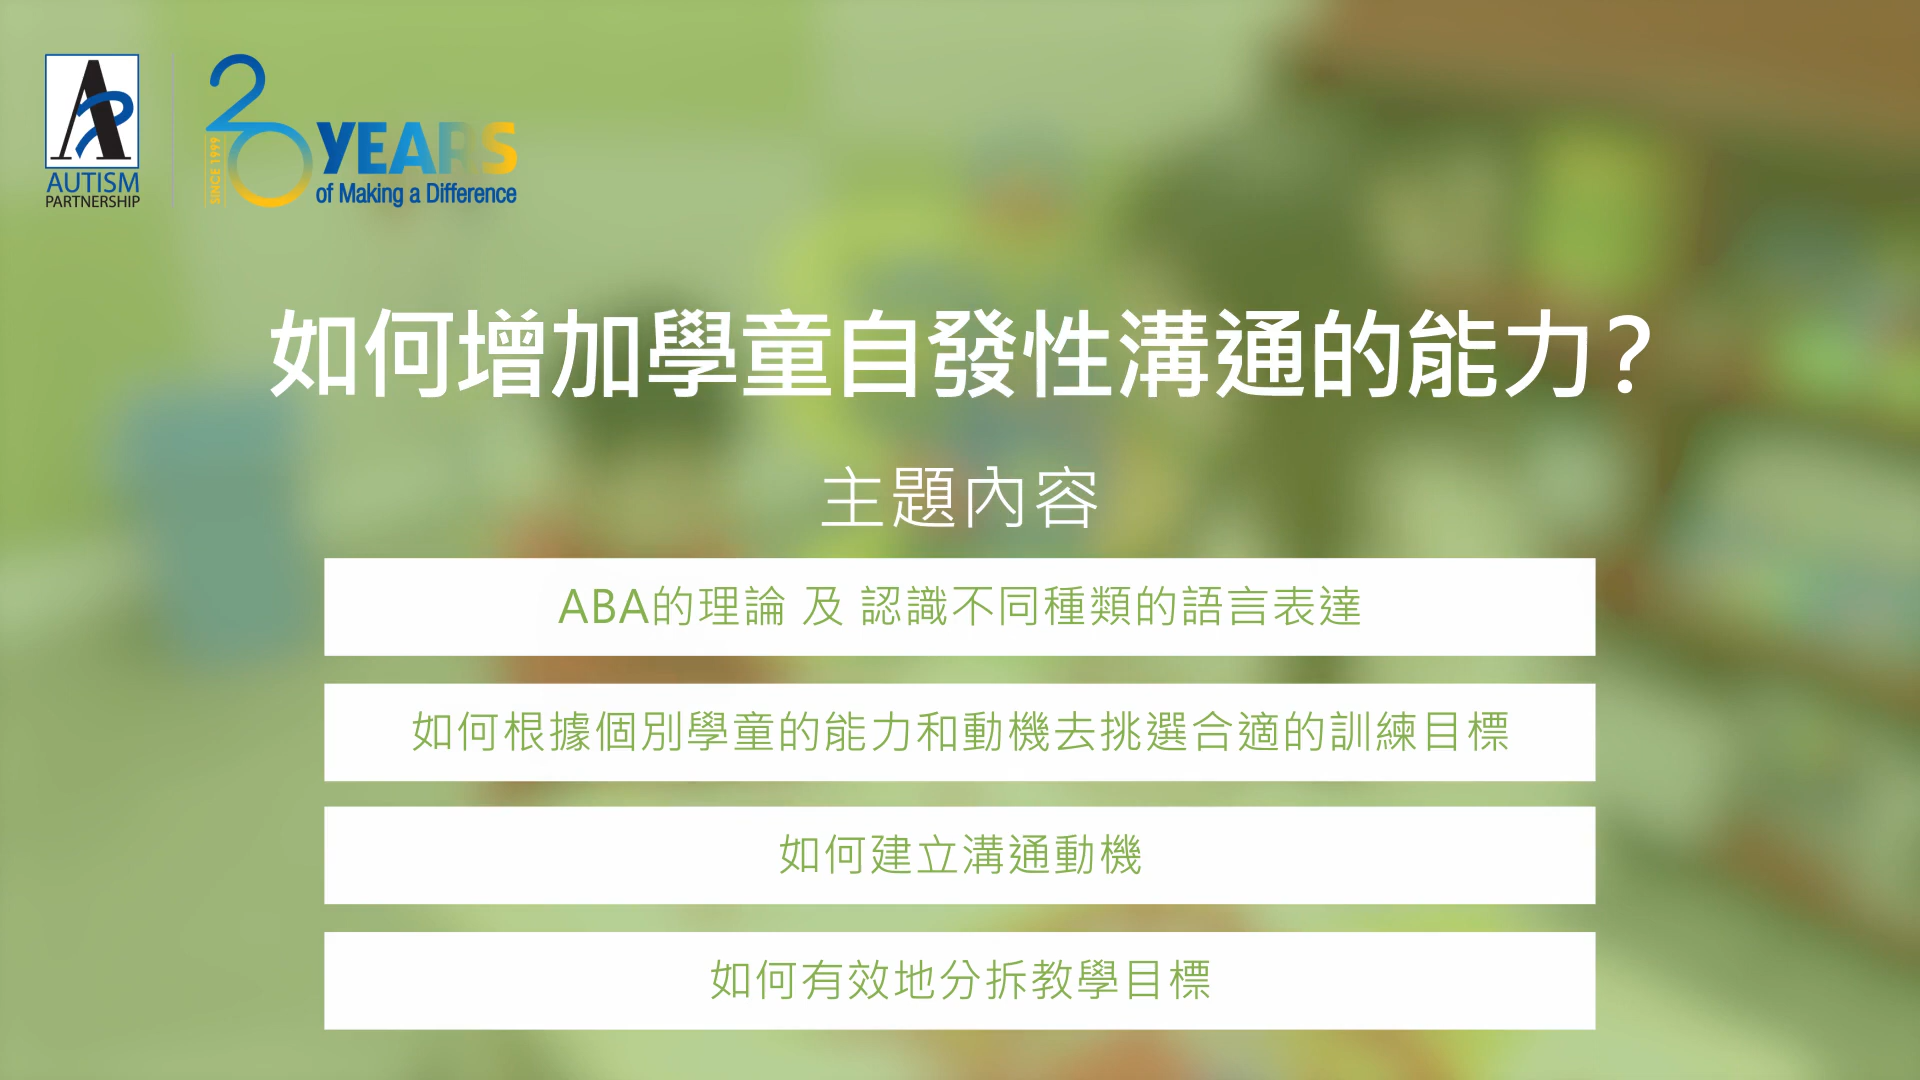 AUTISM
PARTNERSHIP
SINCE 1999
20 YEARS
of Making a Difference
如何增加學童自發性溝通的能力？
主題內容
ABA的理論 及 認識不同種類的語言表達
如何根據個別學童的能力和動機去挑選合適的訓練目標
如何建立溝通動機
如何有效地分拆教學目標